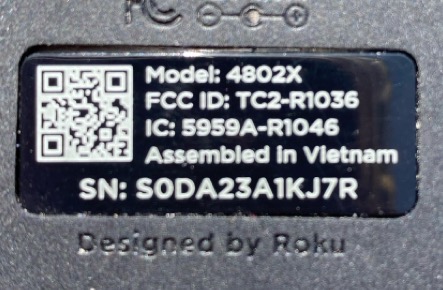 Model: 4802X
FCC ID: TC2-R1036
IC: 5959A-R1046
Assembled in Vietnam
SN: S0DA23A1KJ7R
Designed by Roku